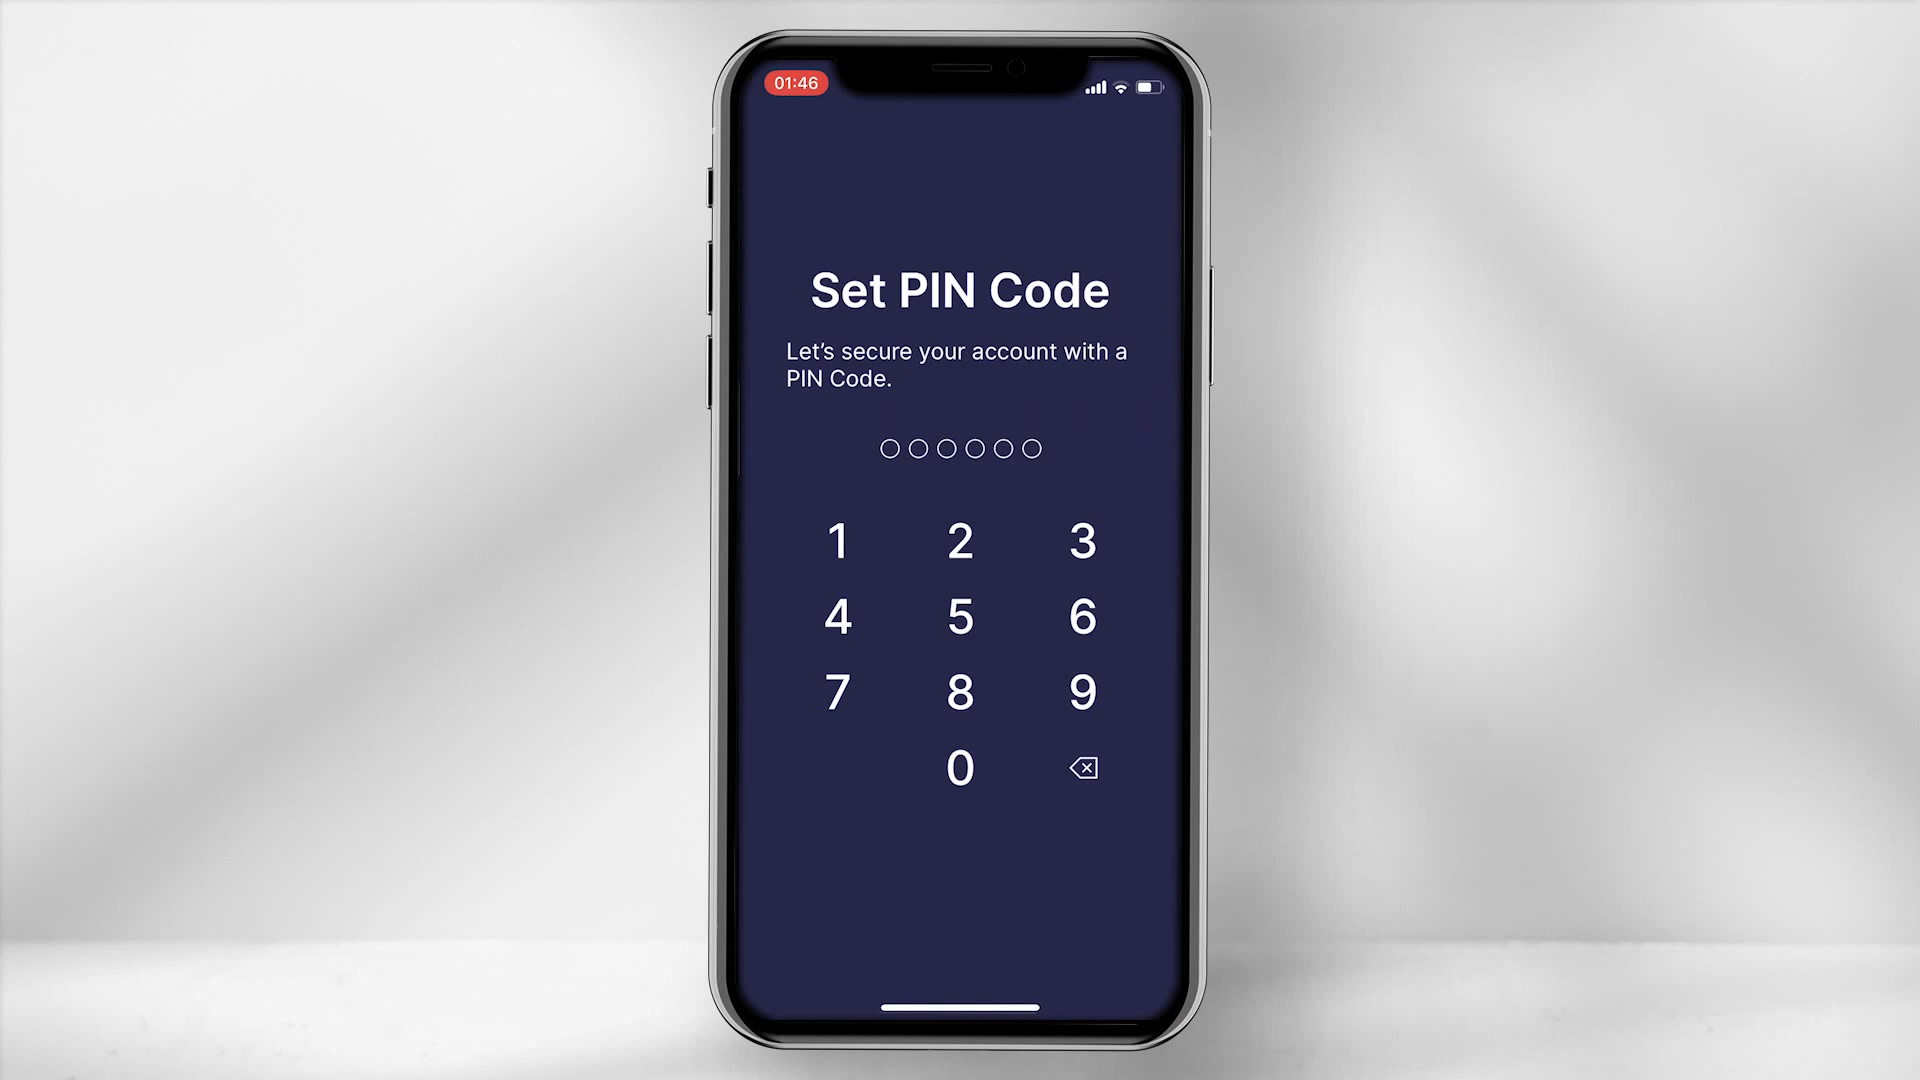 01:46
Set PIN Code
Let’s secure your account with a
PIN Code.
1 2 3
4 5 6
7 8 9
0